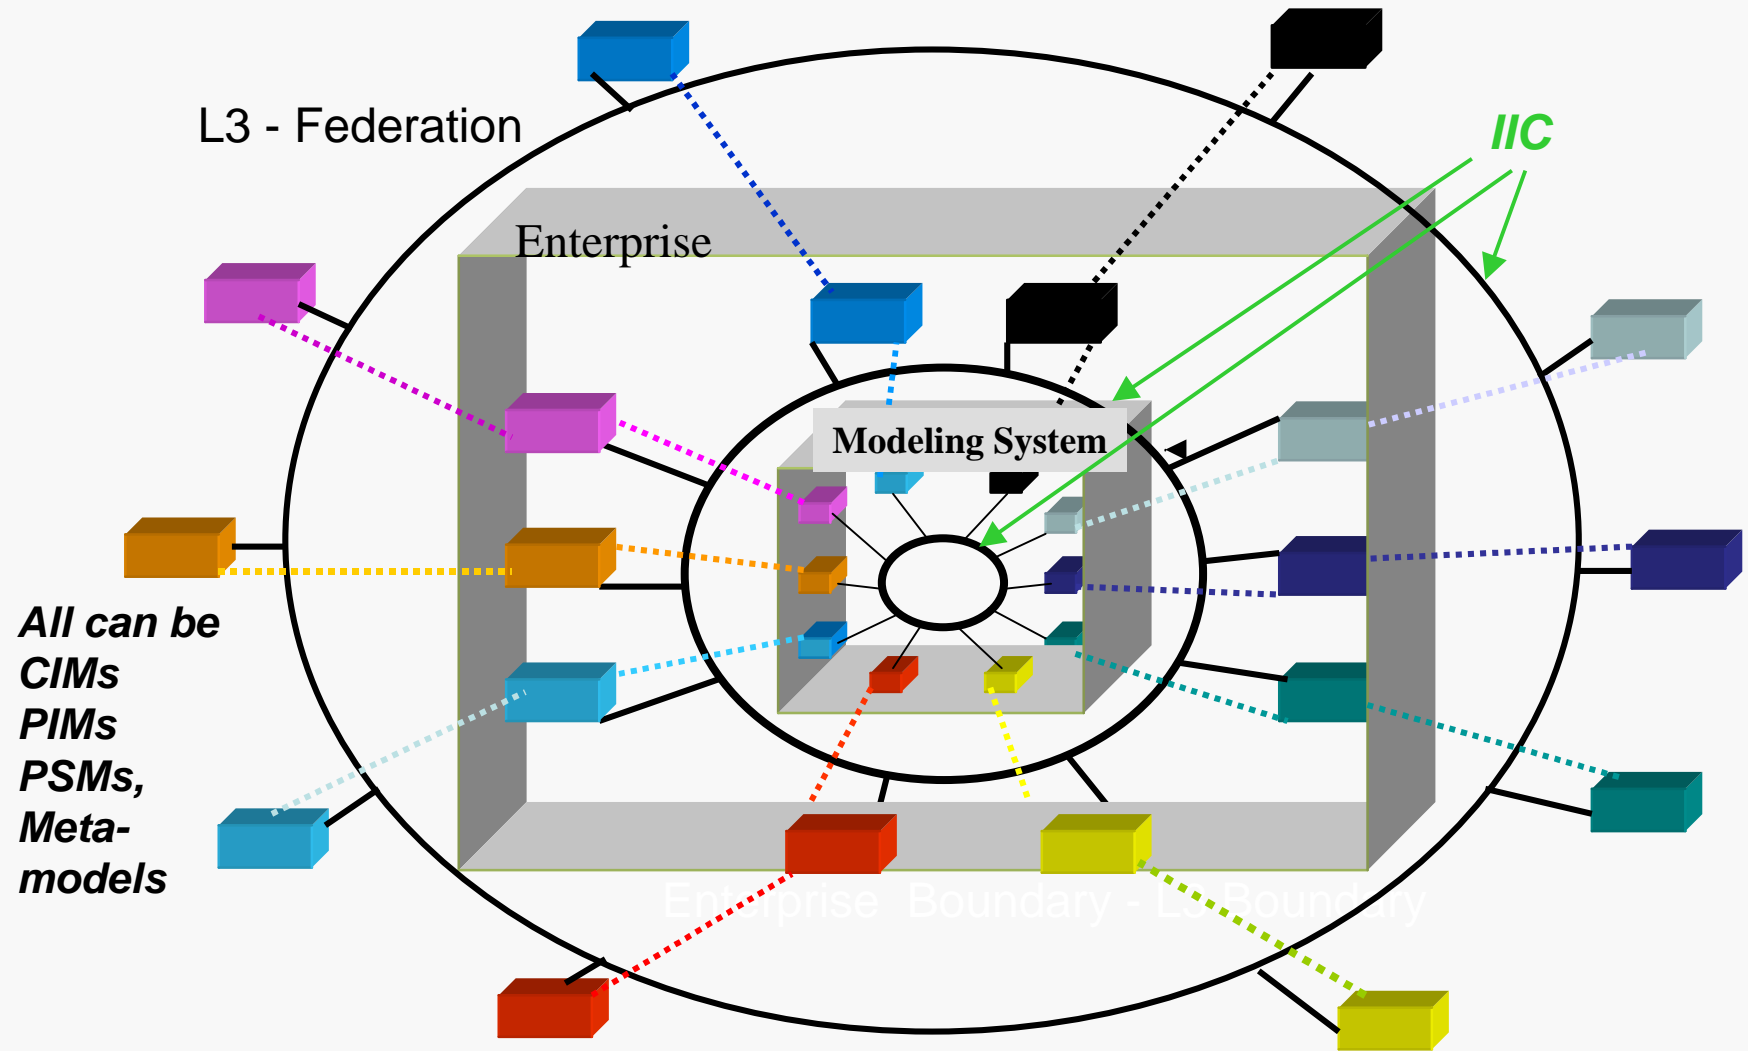 L3 - Federation
IIC
Enterprise
Modeling System
All can be
CIMs
PIMs
PSMs,
Meta-
models
Enterprise Boundary - L3 Boundary